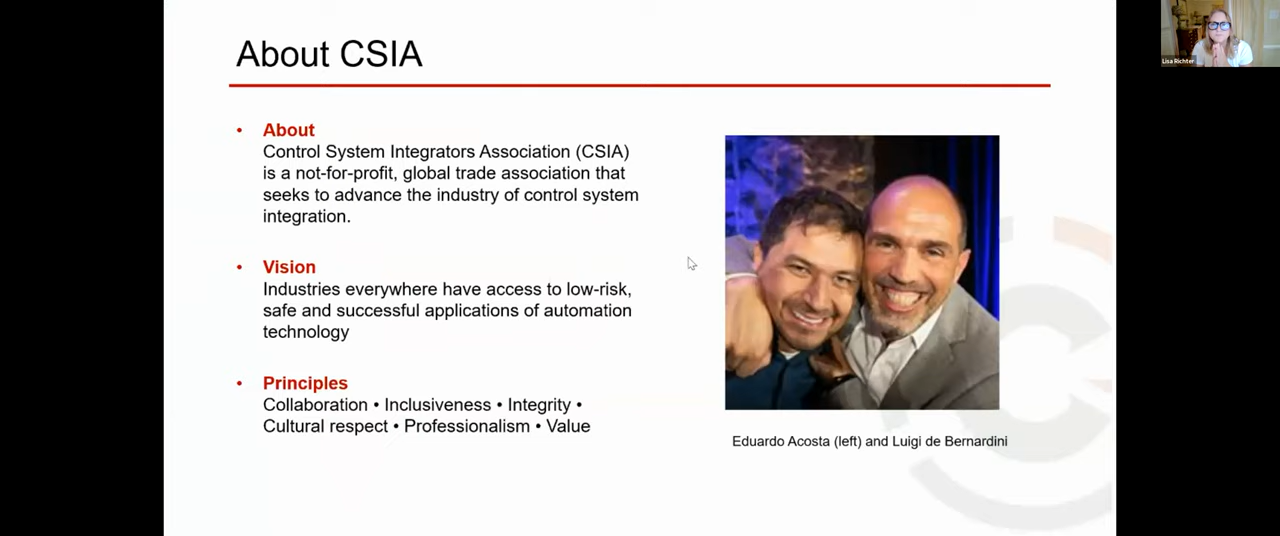 About CSIA
• About
Control System Integrators Association (CSIA)
is a not-for-profit, global trade association that
seeks to advance the industry of control system
integration.
• Vision
Industries everywhere have access to low-risk,
safe and successful applications of automation
technology
• Principles
Collaboration • Inclusiveness • Integrity •
Cultural respect • Professionalism • Value
Eduardo Acosta (left) and Luigi de Bernardini
Lisa Richter